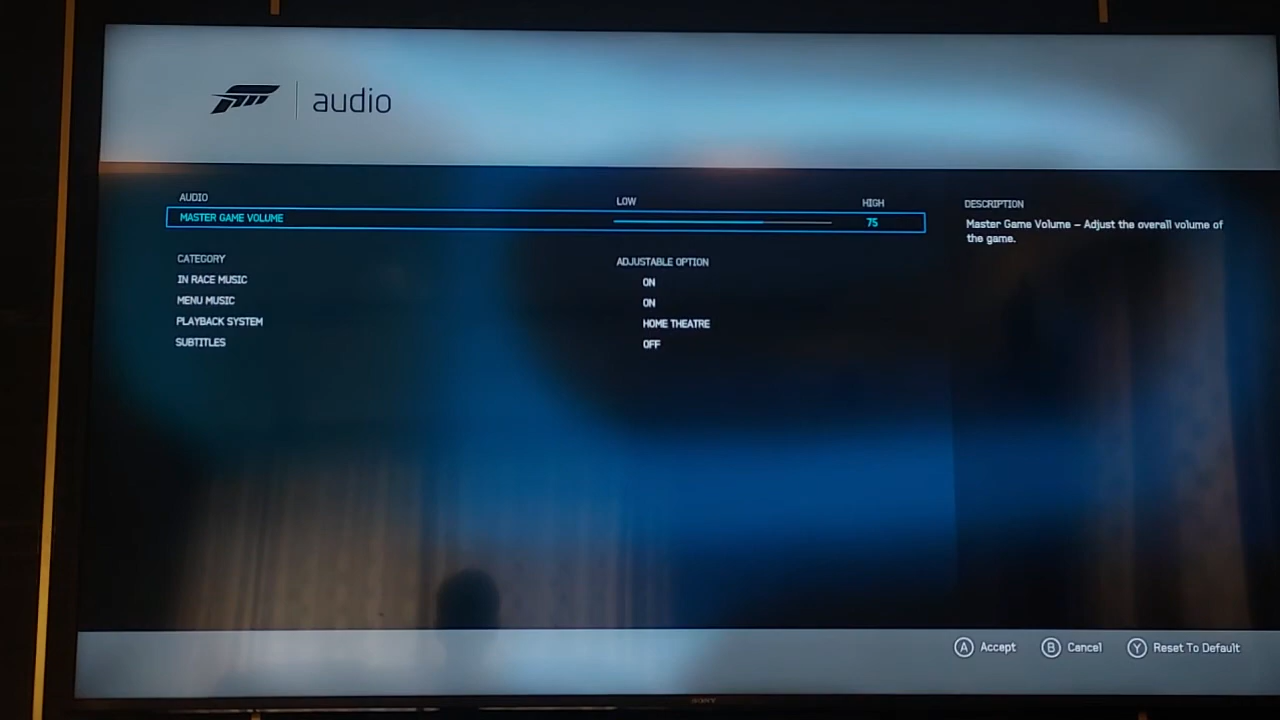 audio
AUDIO
LOW
HIGH
MASTER GAME VOLUME
75
CATEGORY
ADJUSTABLE OPTION
IN RACE MUSIC
ON
MENU MUSIC
ON
PLAYBACK SYSTEM
HOME THEATRE
SUBTITLES
OFF
DESCRIPTION
Master Game Volume – Adjust the overall volume of
the game.
A Accept
B Cancel
Y Reset To Default
SONY